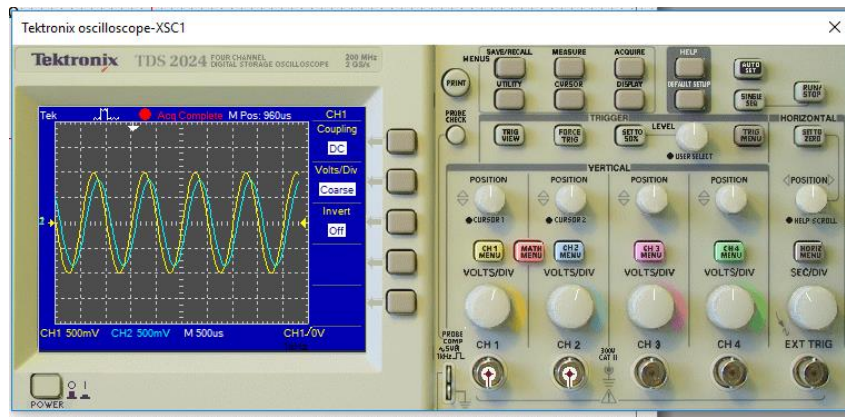 Tektronix oscilloscope-XSC1
Tektronix TDS 2024 FOUR CHANNEL DIGITAL STORAGE OSCILLOSCOPE 200 MHz 2 GS/s
Tek Acq Complete M Pos: 960us CH1
Coupling
DC
Volts/Div
Coarse
Invert
Off
CH1 500mV CH2 500mV M 500us CH1 0V
POWER
MENUS
SAVE/RECALL MEASURE ACQUIRE HELP
PRINT
UTILITY CURSOR DISPLAY DEFAULT SETUP
AUTO SET
SINGLE SEQ
RUN/STOP
PROBE CHECK
TRIGGER
TRIG VIEW
FORCE TRIG
SET TO 50%
LEVEL
USER SELECT
TRIG MENU
HORIZONTAL
SET TO ZERO
VERTICAL
POSITION POSITION POSITION POSITION POSITION
CURSOR 1 CURSOR 2 HELP SCROLL
CH 1 MENU
MATH MENU
CH 2 MENU
CH 3 MENU
CH 4 MENU
HORIZ MENU
VOLTS/DIV VOLTS/DIV VOLTS/DIV VOLTS/DIV SEC/DIV
PROBE COMP
~5V
1kHz
CH 1 CH 2 300V CAT II CH 3 CH 4 EXT TRIG